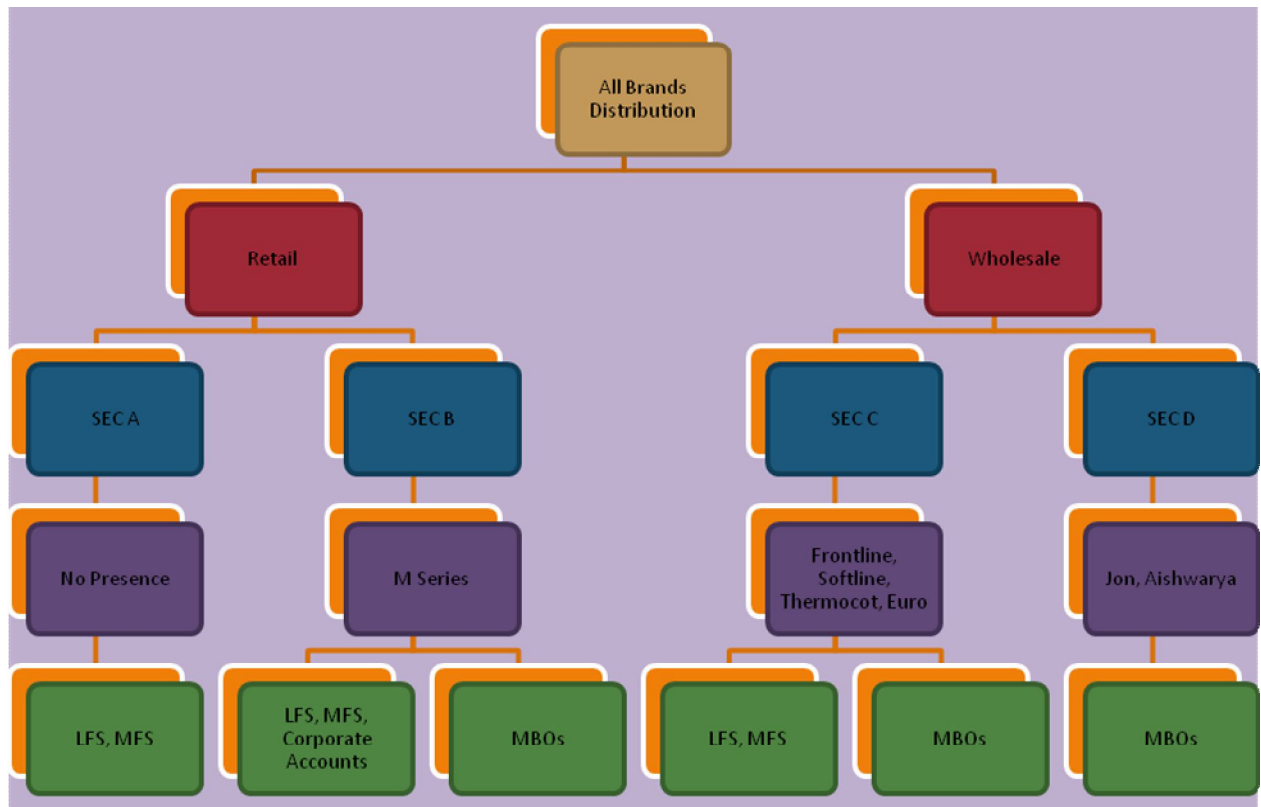 All Brands
Distribution
Retail
Wholesale
SEC A
SEC B
SEC C
SEC D
No Presence
M Series
Frontline,
Softline,
Thermocot, Euro
Jon, Aishwarya
LFS, MFS
LFS, MFS,
Corporate
Accounts
MBOs
LFS, MFS
MBOs
MBOs